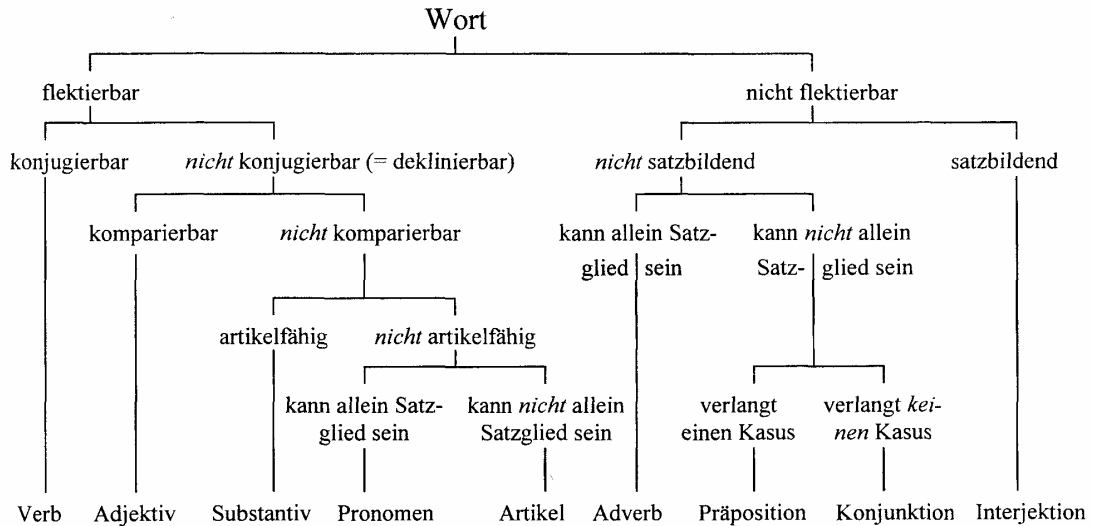 Wort
flektierbar nicht flektierbar
konjugierbar nicht konjugierbar (= deklinierbar) nicht satzbildend satzbildend
komparierbar nicht komparierbar kann allein Satz- kann nicht allein
glied sein Satz- glied sein
artikelfähig nicht artikelfähig
kann allein Satz- kann nicht allein verlangt verlangt kei-
glied sein Satzglied sein einen Kasus nen Kasus
Verb Adjektiv Substantiv Pronomen Artikel Adverb Präposition Konjunktion Interjektion